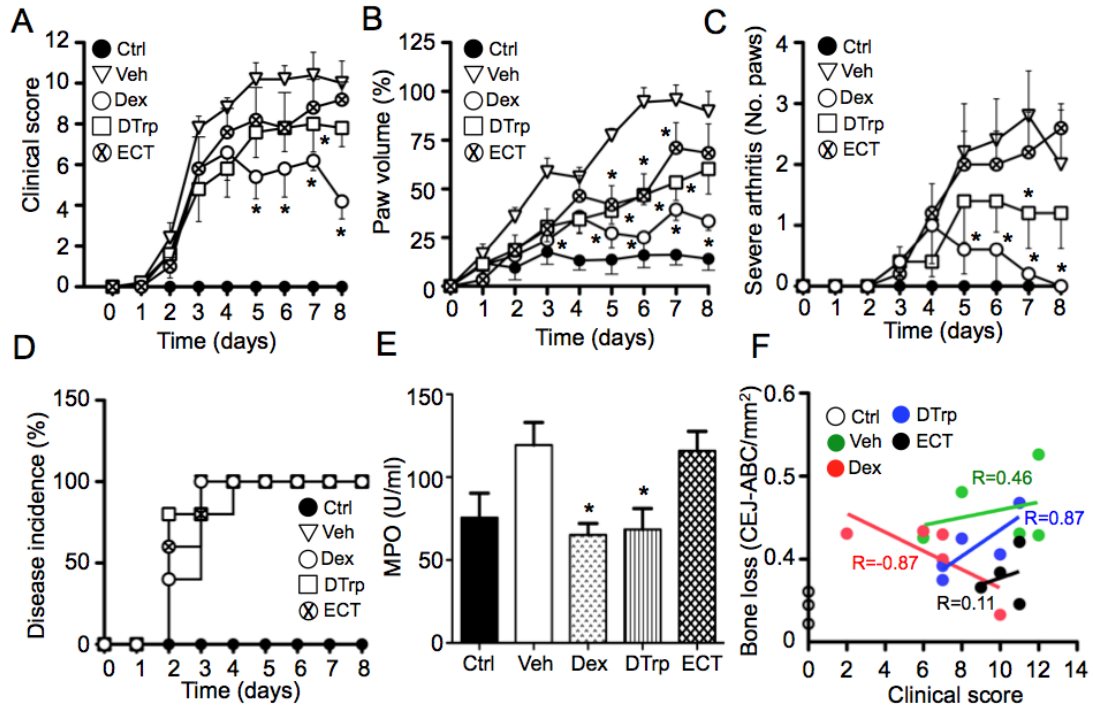 A
12
10
8
6
4
2
0
Clinical score
Ctrl
Veh
Dex
DTrp
ECT
*
*
*
*
*
0 1 2 3 4 5 6 7 8
Time (days)
B
125
100
75
50
25
0
Paw volume (%)
Ctrl
Veh
Dex
DTrp
ECT
*
*
*
*
*
*
*
*
*
*
*
0 1 2 3 4 5 6 7 8
Time (days)
C
4
3
2
1
0
Severe arthritis (No. paws)
Ctrl
Veh
Dex
DTrp
ECT
*
*
*
*
*
0 1 2 3 4 5 6 7 8
Time (days)
D
150
100
50
0
Disease incidence (%)
Ctrl
Veh
Dex
DTrp
ECT
0 1 2 3 4 5 6 7 8
Time (days)
E
150
100
50
0
MPO (U/ml)
*
*
Ctrl Veh Dex DTrp ECT
F
0.6
0.5
0.4
0
Bone loss (CEJ-ABC/mm²)
Ctrl
Veh
Dex
DTrp
ECT
R=0.46
R=0.87
R=-0.87
R=0.11
0 2 4 6 8 10 12 14
Clinical score